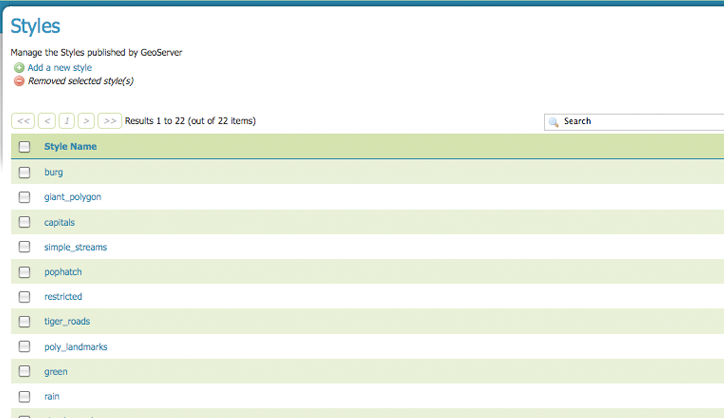 Styles
Manage the Styles published by GeoServer
Add a new style
Removed selected style(s)
<< < 1 > >> Results 1 to 22 (out of 22 items) Search
Style Name
burg
giant_polygon
capitals
simple_streams
pophatch
restricted
tiger_roads
poly_landmarks
green
rain